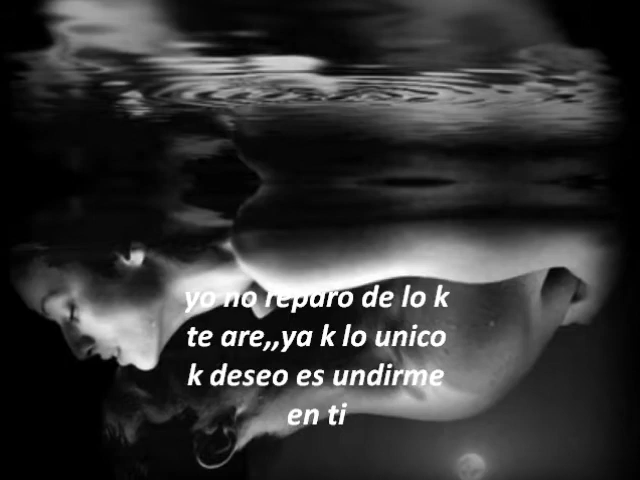 yo no reparo de lo k
te are,,ya k lo unico
k deseo es undirme
en ti